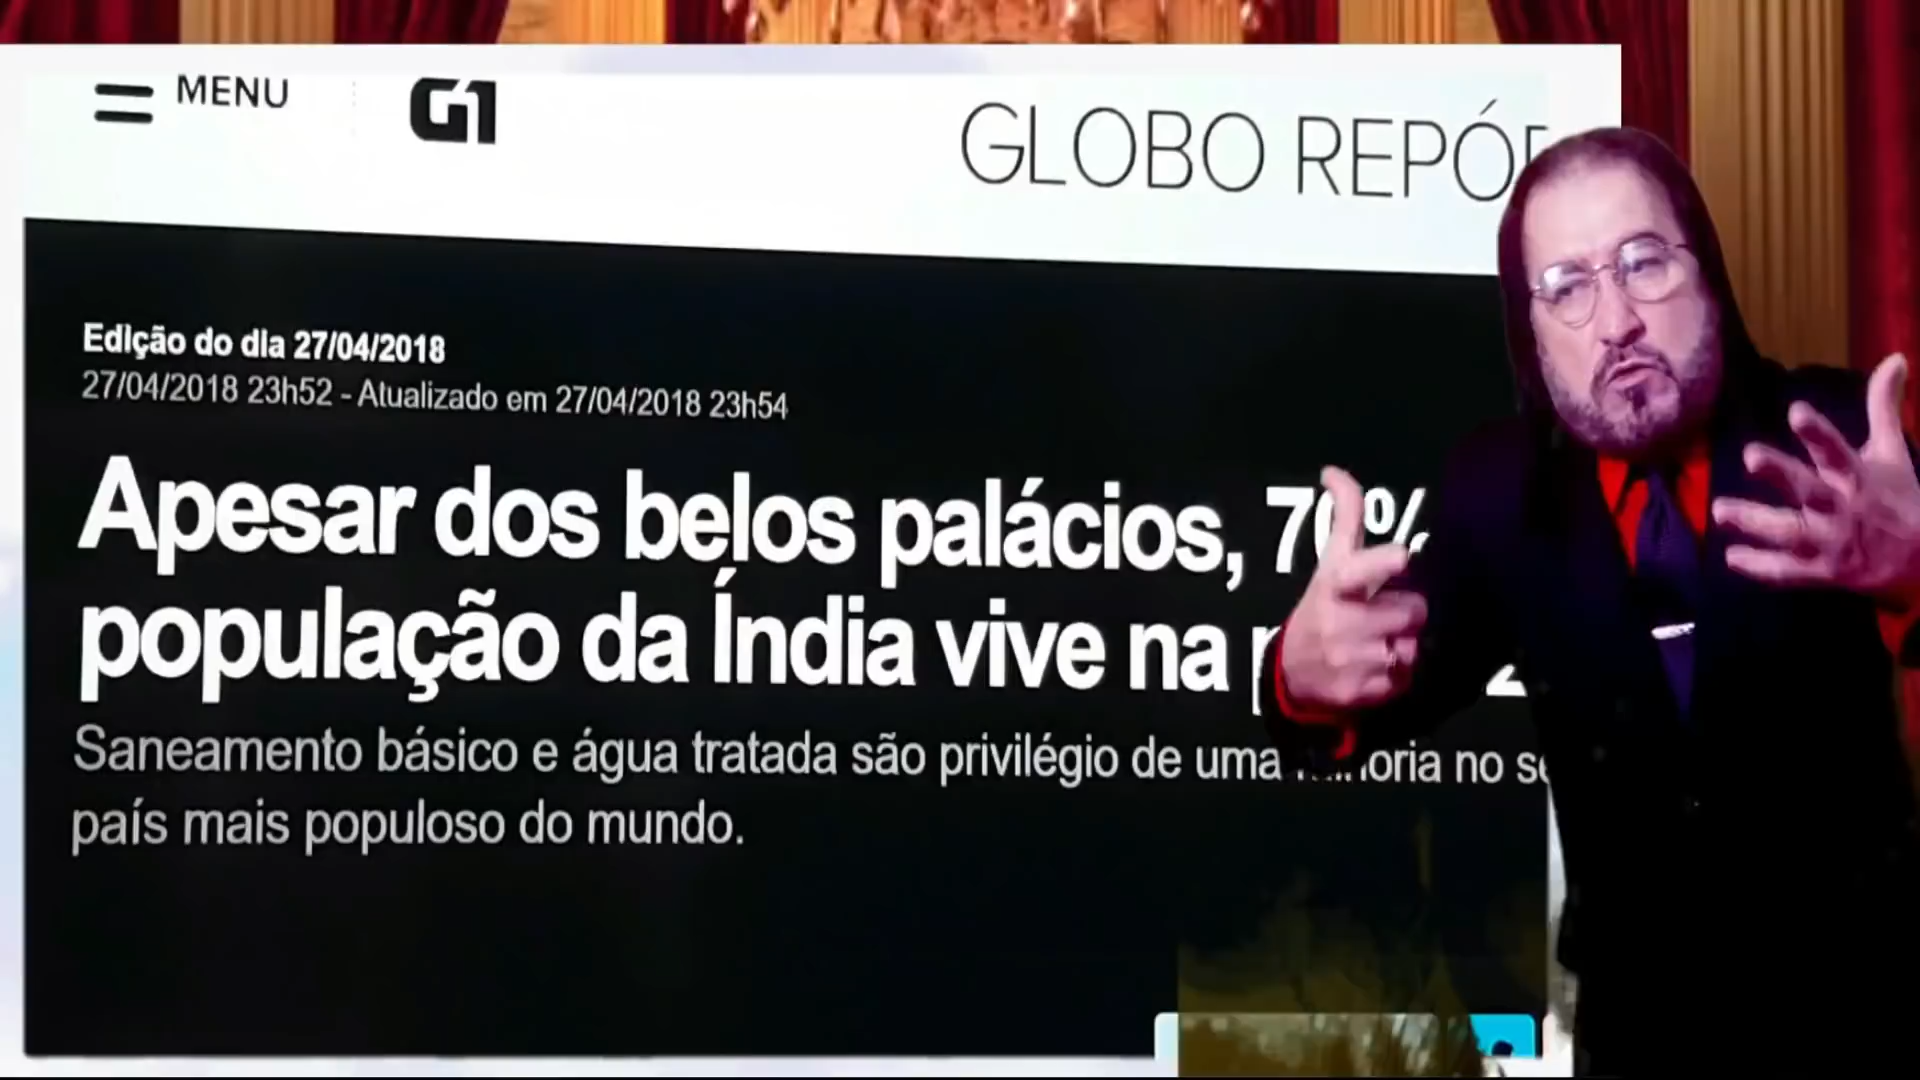 MENU
G1
GLOBO
Edição do dia 27/04/2018
27/04/2018 23h52 - Atualizado em 27/04/2018 23h54
Apesar dos belos palácios,
população da Índia vive na
Saneamento básico e água tratada são privilégio de uma no
país mais populoso do mundo.